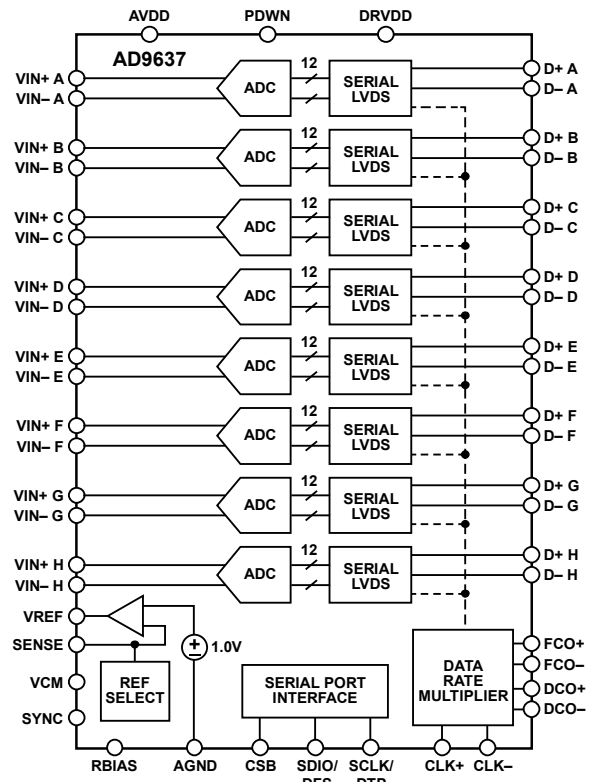 AVDD PDWN DRVDD
AD9637
VIN+ A 12 D+ A
VIN– A ADC SERIAL LVDS D– A
VIN+ B 12 D+ B
VIN– B ADC SERIAL LVDS D– B
VIN+ C 12 D+ C
VIN– C ADC SERIAL LVDS D– C
VIN+ D 12 D+ D
VIN– D ADC SERIAL LVDS D– D
VIN+ E 12 D+ E
VIN– E ADC SERIAL LVDS D– E
VIN+ F 12 D+ F
VIN– F ADC SERIAL LVDS D– F
VIN+ G 12 D+ G
VIN– G ADC SERIAL LVDS D– G
VIN+ H 12 D+ H
VIN– H ADC SERIAL LVDS D– H
VREF
SENSE
1.0V
VCM
SYNC
REF
SELECT
SERIAL PORT
INTERFACE
DATA
RATE
MULTIPLIER
FCO+
FCO–
DCO+
DCO–
RBIAS AGND CSB SDIO/ SCLK/ CLK+ CLK–
DFS DTP